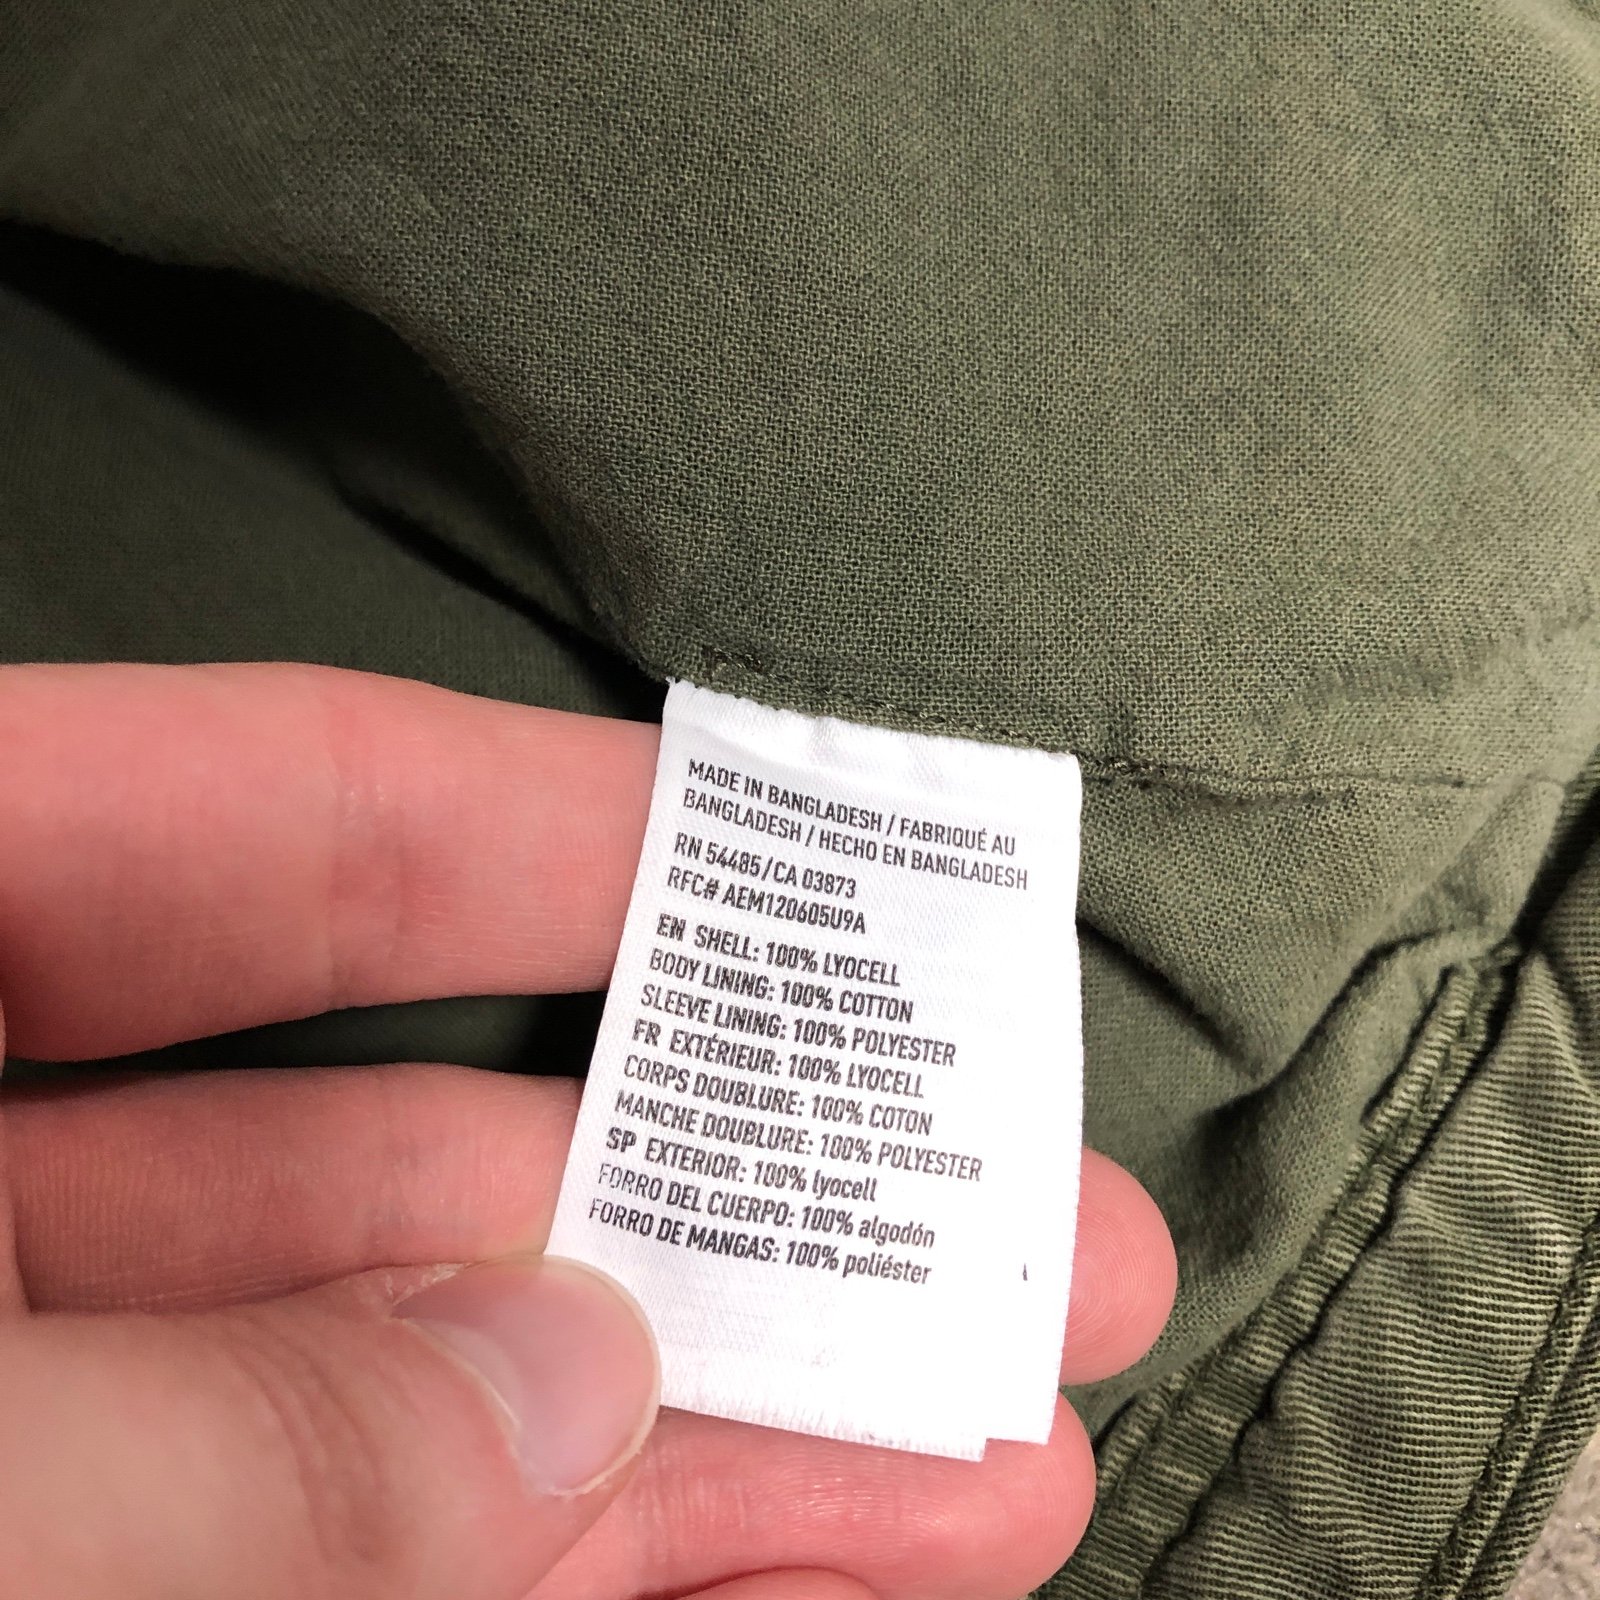 MADE IN BANGLADESH / FABRIQUÉ AU
BANGLADESH / HECHO EN BANGLADESH
RN 54485/CA 03873
RFC# AEM120605U9A
EN SHELL: 100% LYOCELL
BODY LINING: 100% COTTON
SLEEVE LINING: 100% POLYESTER
FR EXTÉRIEUR: 100% LYOCELL
CORPS DOUBLURE: 100% COTON
MANCHE DOUBLURE: 100% POLYESTER
SP EXTERIOR: 100% lyocell
FORRO DEL CUERPO: 100% algodón
FORRO DE MANGAS: 100% poliéster